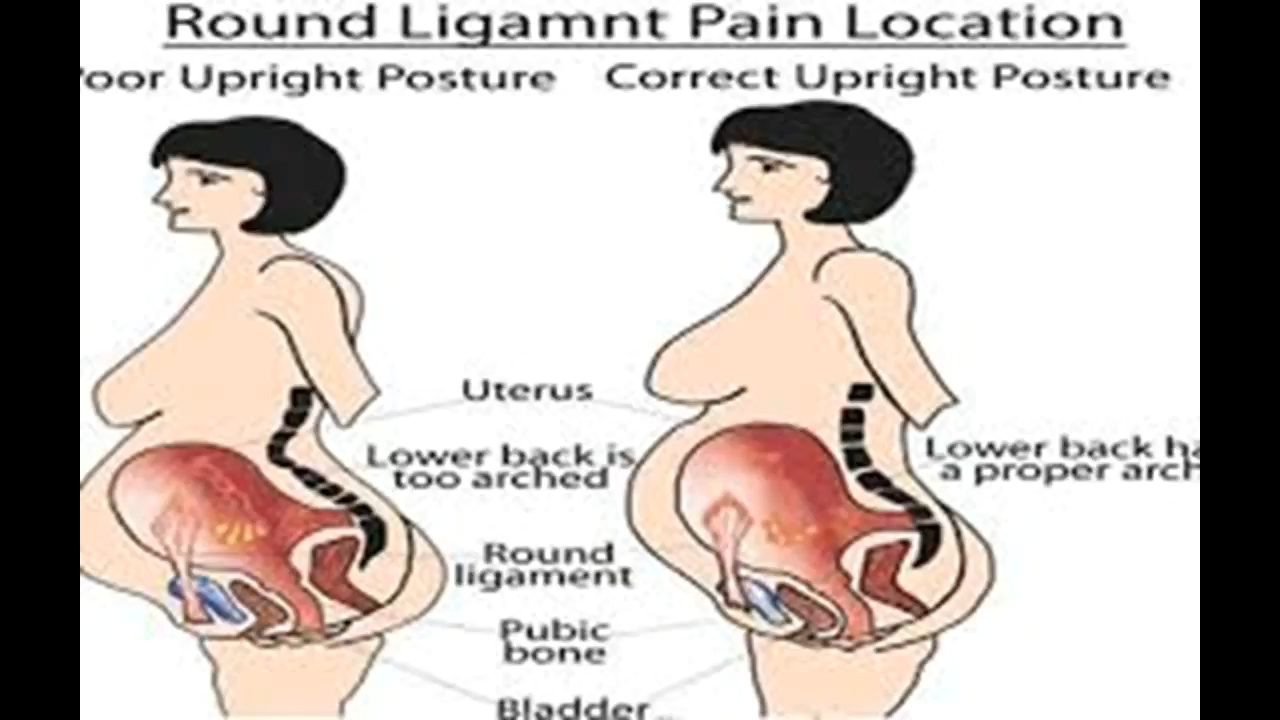 Round Ligamnt Pain Location
oor Upright Posture
Correct Upright Posture
Uterus
Lower back is
too arched
Lower back ha
a proper arch
Round
ligament
Pubic
bone
Bladder